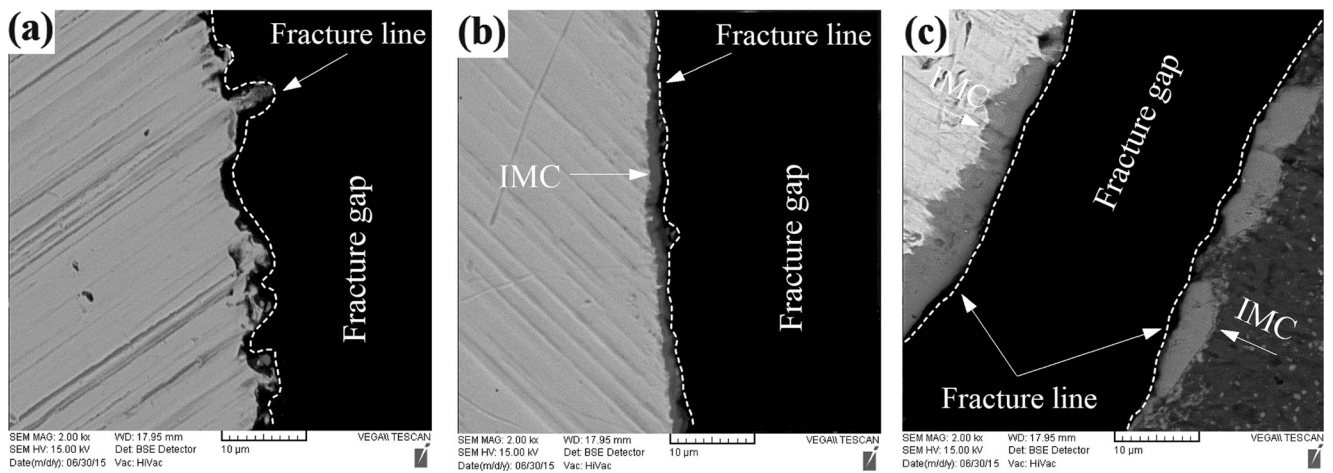 (a)
Fracture line
Fracture gap
SEM MAG: 2.00 kx WD: 17.95 mm
SEM HV: 15.00 kV Det: BSE Detector 10 μm
Date(m/d/y): 06/30/15 Vac: HiVac
VEGA\\ TESCAN
(b)
Fracture line
IMC
Fracture gap
SEM MAG: 2.00 kx WD: 17.95 mm
SEM HV: 15.00 kV Det: BSE Detector 10 μm
Date(m/d/y): 06/30/15 Vac: HiVac
VEGA\\ TESCAN
(c)
IMC
Fracture gap
IMC
Fracture line
SEM MAG: 2.00 kx WD: 17.95 mm
SEM HV: 15.00 kV Det: BSE Detector 10 μm
Date(m/d/y): 06/30/15 Vac: HiVac
VEGA\\ TESCAN